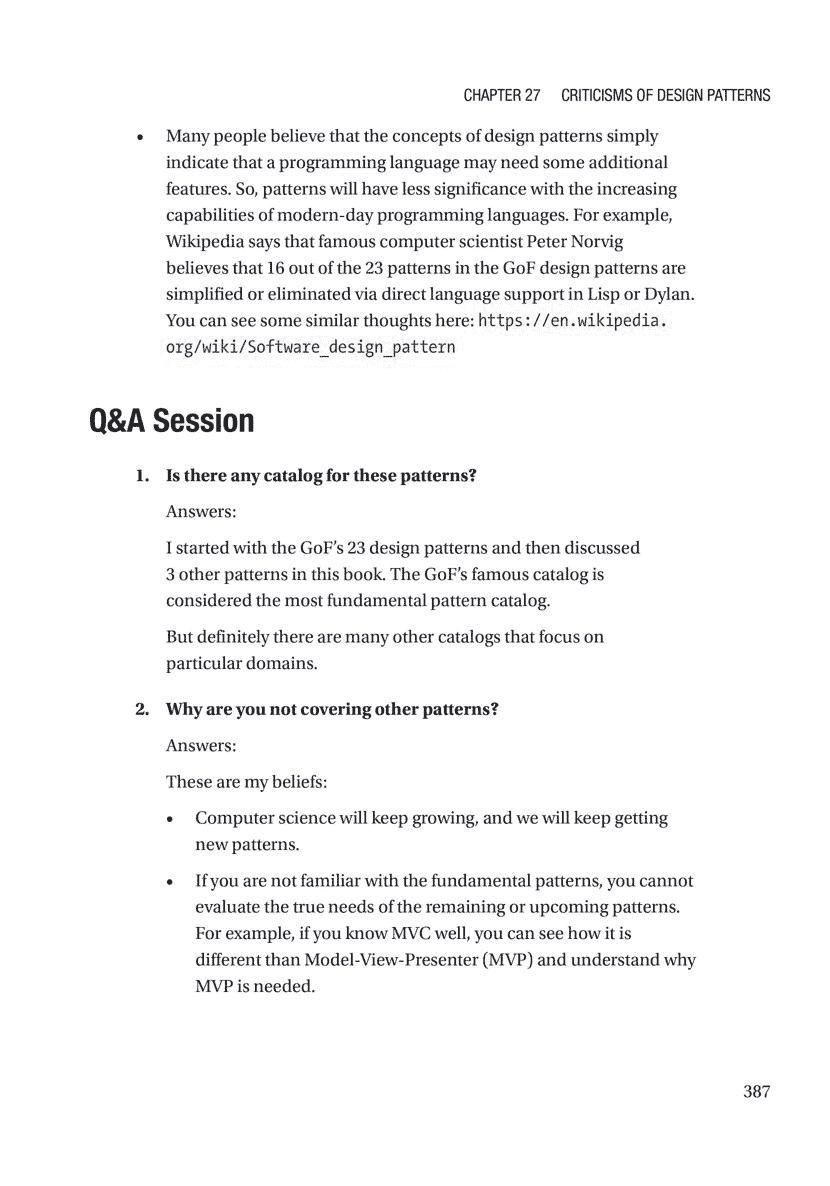 CHAPTER 27 CRITICISMS OF DESIGN PATTERNS
• Many people believe that the concepts of design patterns simply
indicate that a programming language may need some additional
features. So, patterns will have less significance with the increasing
capabilities of modern-day programming languages. For example,
Wikipedia says that famous computer scientist Peter Norvig
believes that 16 out of the 23 patterns in the GoF design patterns are
simplified or eliminated via direct language support in Lisp or Dylan.
You can see some similar thoughts here: https://en.wikipedia.
org/wiki/Software_design_pattern
Q&A Session
1. Is there any catalog for these patterns?
Answers:
I started with the GoF’s 23 design patterns and then discussed
3 other patterns in this book. The GoF’s famous catalog is
considered the most fundamental pattern catalog.
But definitely there are many other catalogs that focus on
particular domains.
2. Why are you not covering other patterns?
Answers:
These are my beliefs:
• Computer science will keep growing, and we will keep getting
new patterns.
• If you are not familiar with the fundamental patterns, you cannot
evaluate the true needs of the remaining or upcoming patterns.
For example, if you know MVC well, you can see how it is
different than Model-View-Presenter (MVP) and understand why
MVP is needed.
387